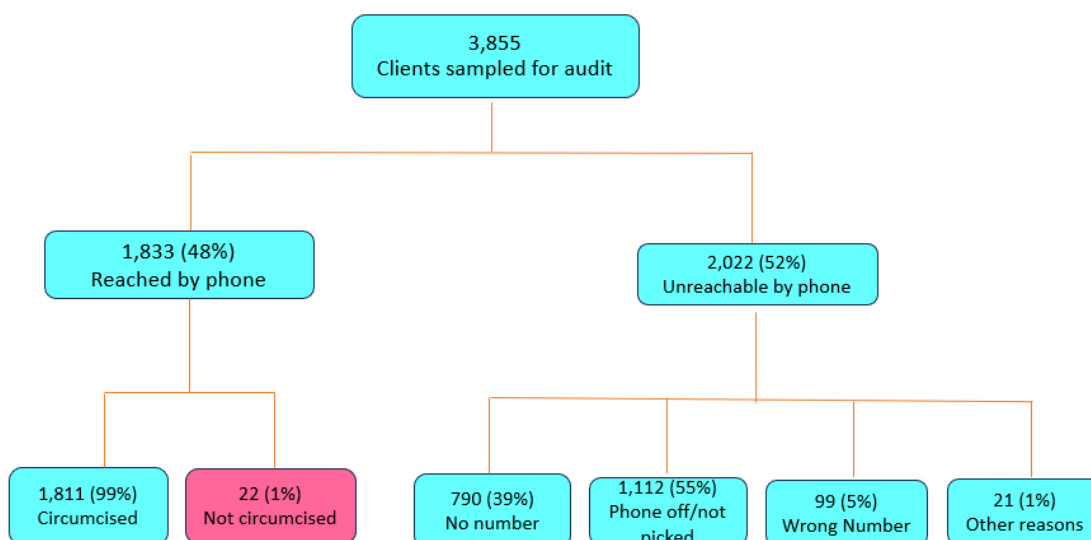 3,855
Clients sampled for audit
1,833 (48%)
Reached by phone
2,022 (52%)
Unreachable by phone
1,811 (99%)
Circumcised
22 (1%)
Not circumcised
790 (39%)
No number
1,112 (55%)
Phone off/not
picked
99 (5%)
Wrong Number
21 (1%)
Other reasons